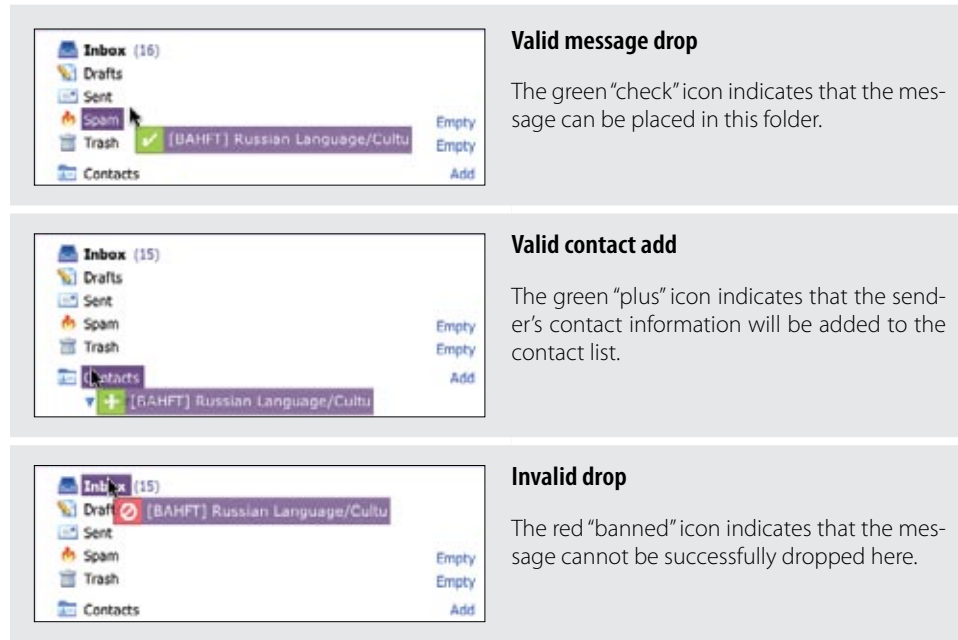 Inbox (16)
Drafts
Sent
Spam Empty
[BAHFT] Russian Language/Cultu
Trash Empty
Contacts Add
Valid message drop
The green “check” icon indicates that the mes-
sage can be placed in this folder.
Inbox (15)
Drafts
Sent
Spam Empty
Trash Empty
Contacts Add
[BAHFT] Russian Language/Cultu
Valid contact add
The green “plus” icon indicates that the send-
er’s contact information will be added to the
contact list.
Inbox (15)
[BAHFT] Russian Language/Cultu
Draft
Sent
Spam Empty
Trash Empty
Contacts Add
Invalid drop
The red “banned” icon indicates that the mes-
sage cannot be successfully dropped here.